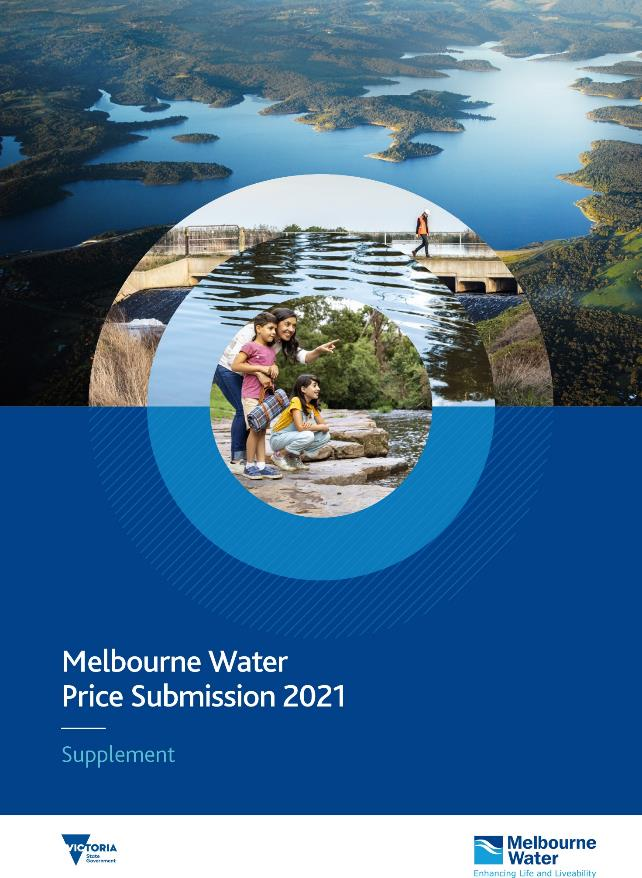 Melbourne Water
Price Submission 2021
Supplement
VICTORIA
State
Government
Melbourne
Water
Enhancing Life and Liveability